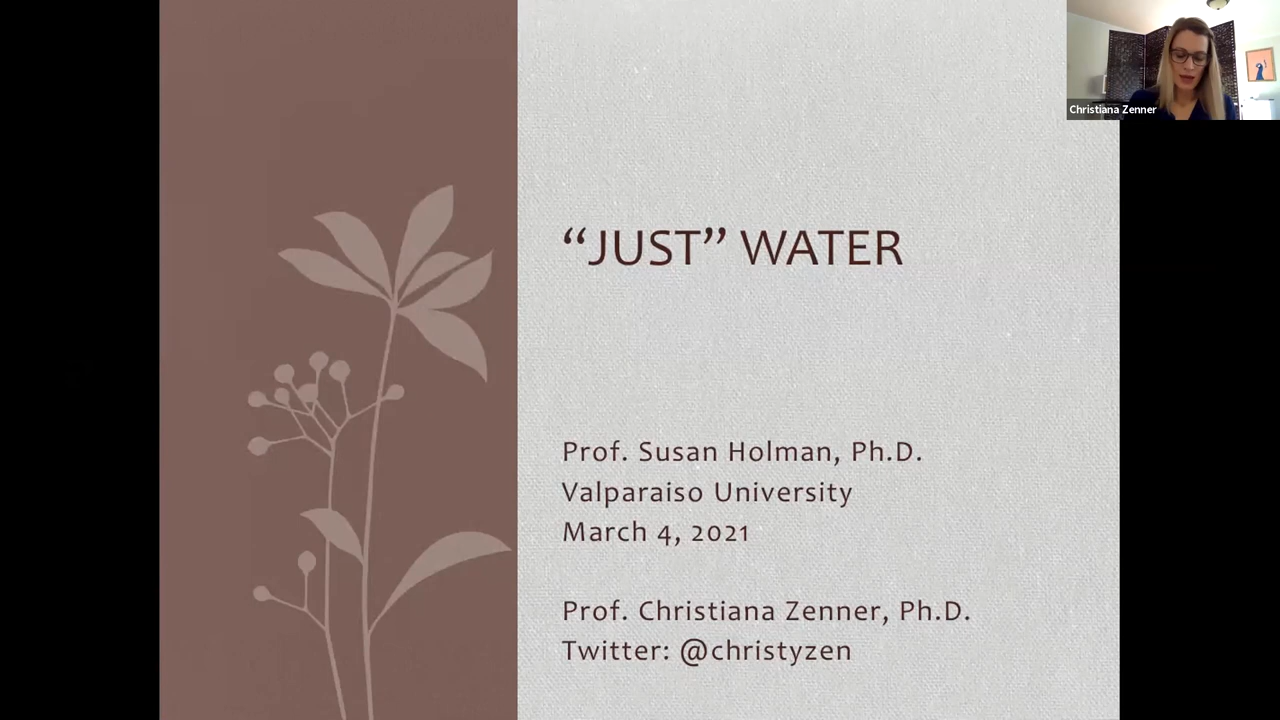 Christiana Zenner
“JUST” WATER
Prof. Susan Holman, Ph.D.
Valparaiso University
March 4, 2021
Prof. Christiana Zenner, Ph.D.
Twitter: @christyzen